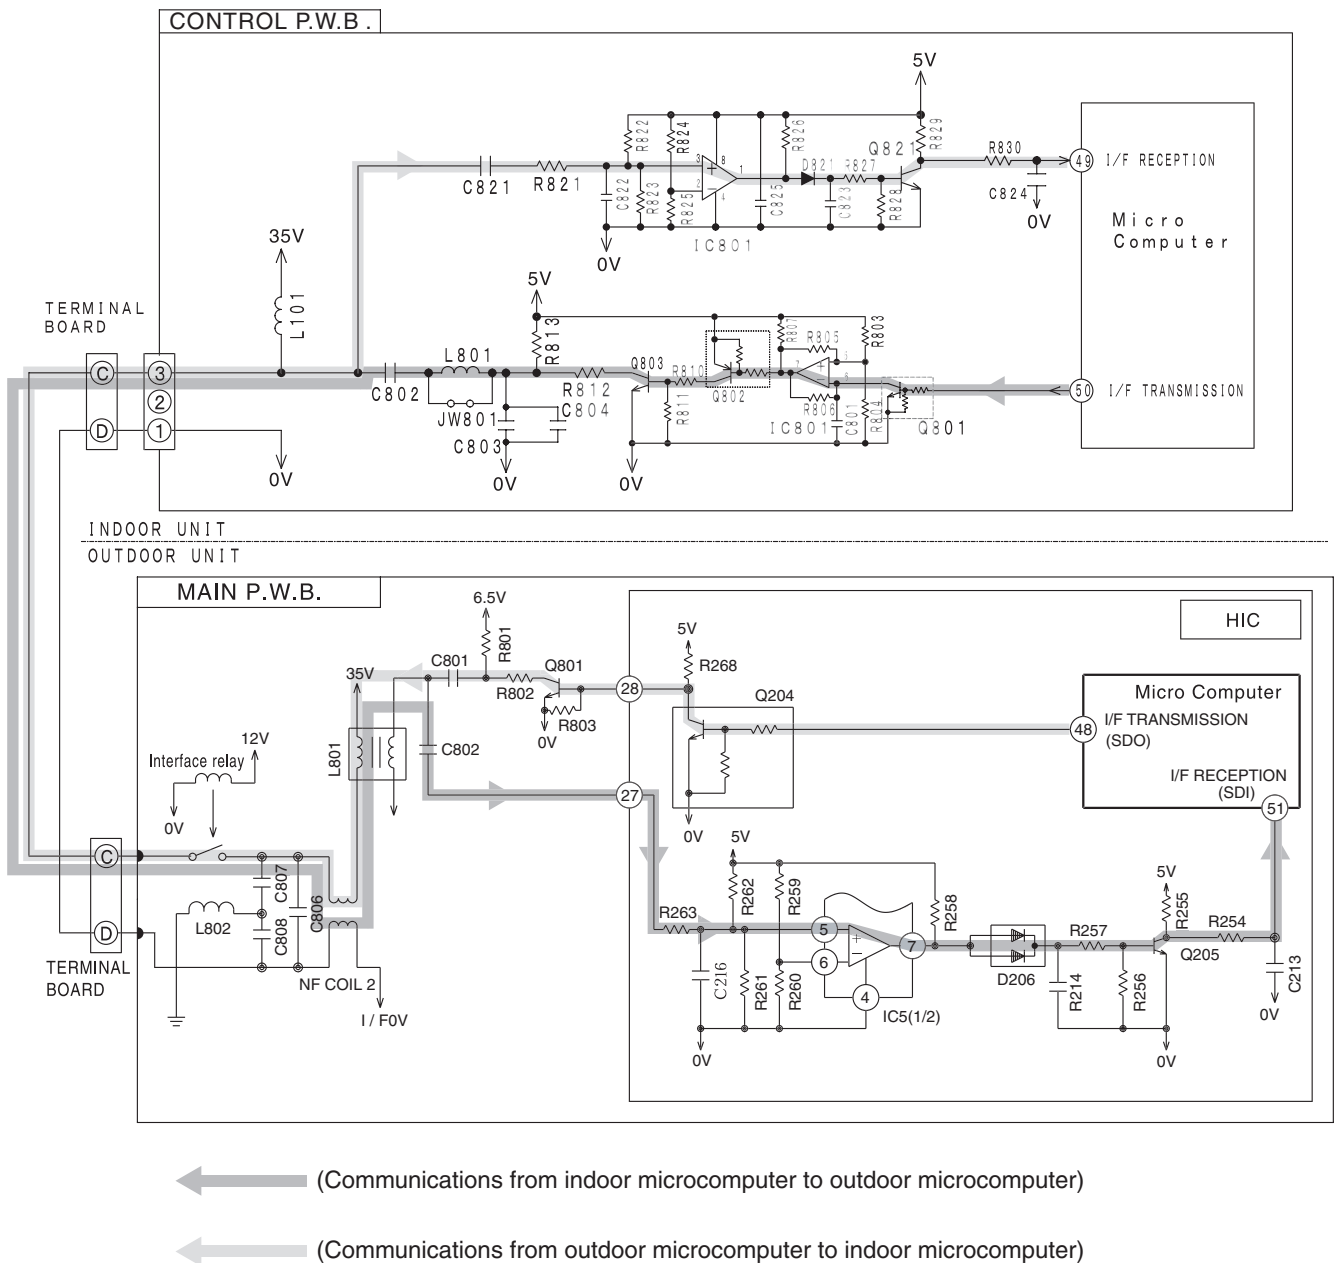 CONTROL P.W.B .
5V
R822
R824
R826
Q821
R829
R830
49
I/F RECEPTION
3
8
1
2
4
D821
R827
C821
R821
C822
R823
R825
C825
C823
R828
C824
0V
IC801
0V
Micro
Computer
35V
L101
TERMINAL
BOARD
5V
R813
R807
R803
R805
L801
Q803
R810
C
3
C802
R812
Q802
R806
50
I/F TRANSMISSION
2
JW801
C804
R811
IC801
C801
R804
Q801
D
1
C803
0V
0V
0V
INDOOR UNIT
OUTDOOR UNIT
MAIN P.W.B.
HIC
6.5V
R801
5V
R268
C801
Q801
35V
R802
28
Q204
Micro Computer
R803
I/F TRANSMISSION
48
(SDO)
0V
C802
L801
12V
Interface relay
I/F RECEPTION
(SDI)
27
51
0V
0V
5V
C
C807
C806
R262
R259
R258
5V
R255
R263
5
7
R257
R254
L802
C808
6
Q205
D
C216
R261
R260
4
D206
C214
R256
C213
TERMINAL
BOARD
NF COIL 2
IC5(1/2)
0V
I / F0V
0V
0V
(Communications from indoor microcomputer to outdoor microcomputer)
(Communications from outdoor microcomputer to indoor microcomputer)